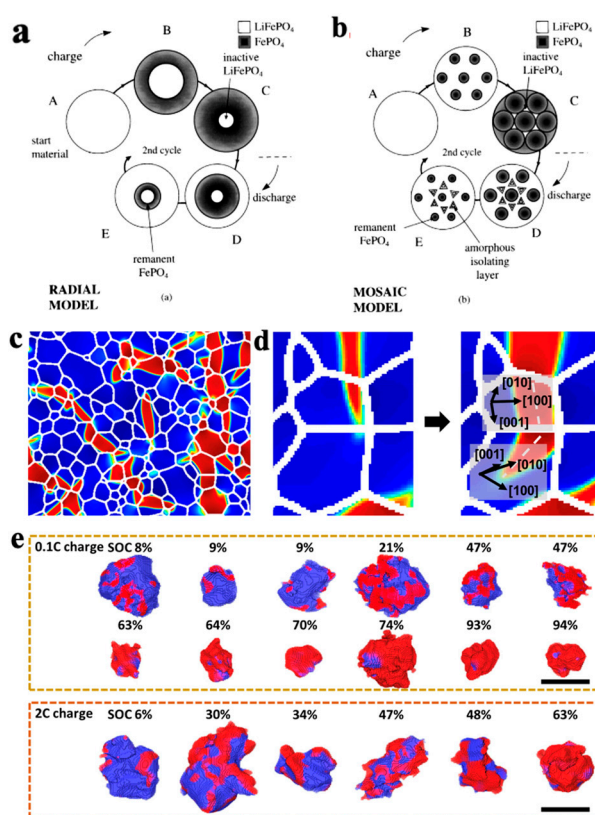 a
LiFePO4
FePO4
B
charge
inactive
LiFePO4
A
C
start
material
2nd cycle
discharge
E
D
remanent
FePO4
RADIAL
MODEL
(a)
b
LiFePO4
FePO4
B
charge
inactive
LiFePO4
A
C
2nd cycle
discharge
E
D
remanent
FePO4
amorphous
isolating
layer
MOSAIC
MODEL
(b)
c
d
[010]
[100]
[001]
[001]
[010]
[100]
e
0.1C charge SOC 8% 9% 9% 21% 47% 47%
63% 64% 70% 74% 93% 94%
2C charge SOC 6% 30% 34% 47% 48% 63%